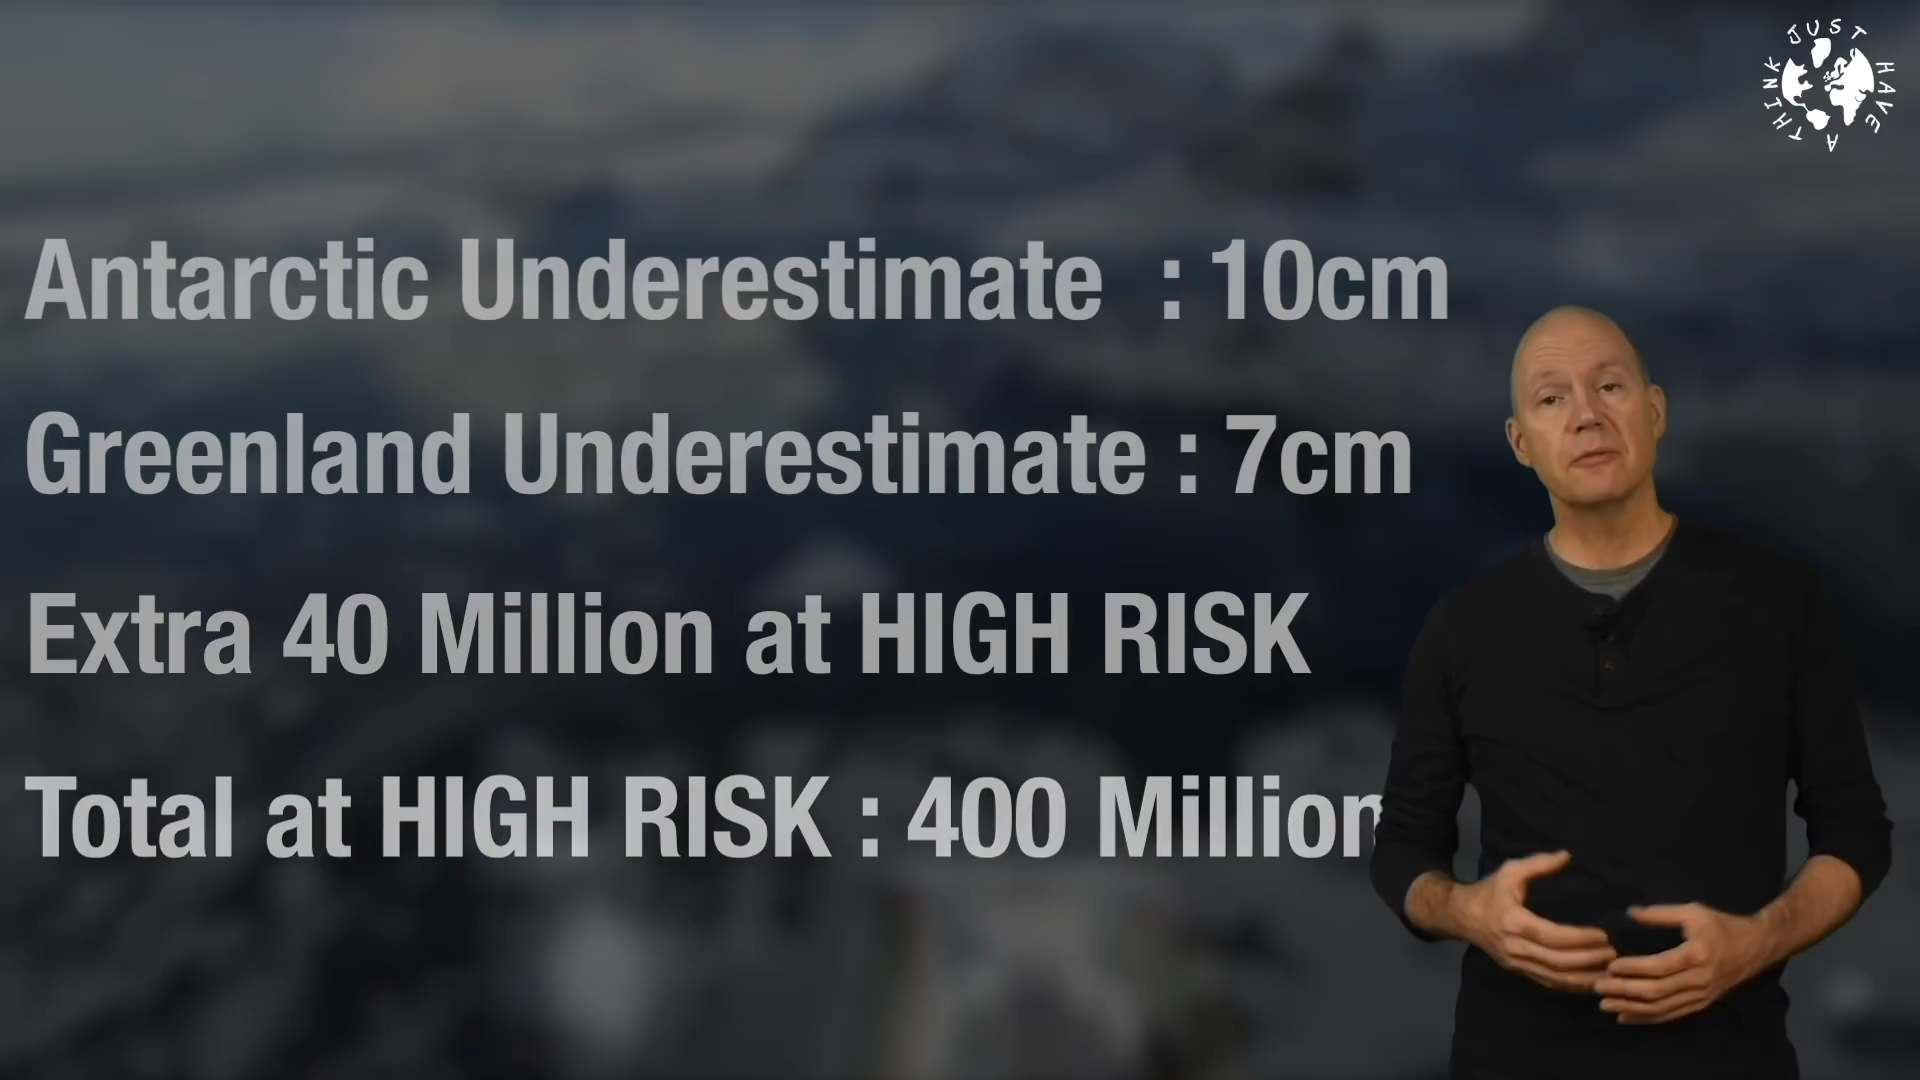 JUST HAVE A THINK
Antarctic Underestimate : 10cm
Greenland Underestimate : 7cm
Extra 40 Million at HIGH RISK
Total at HIGH RISK : 400 Million